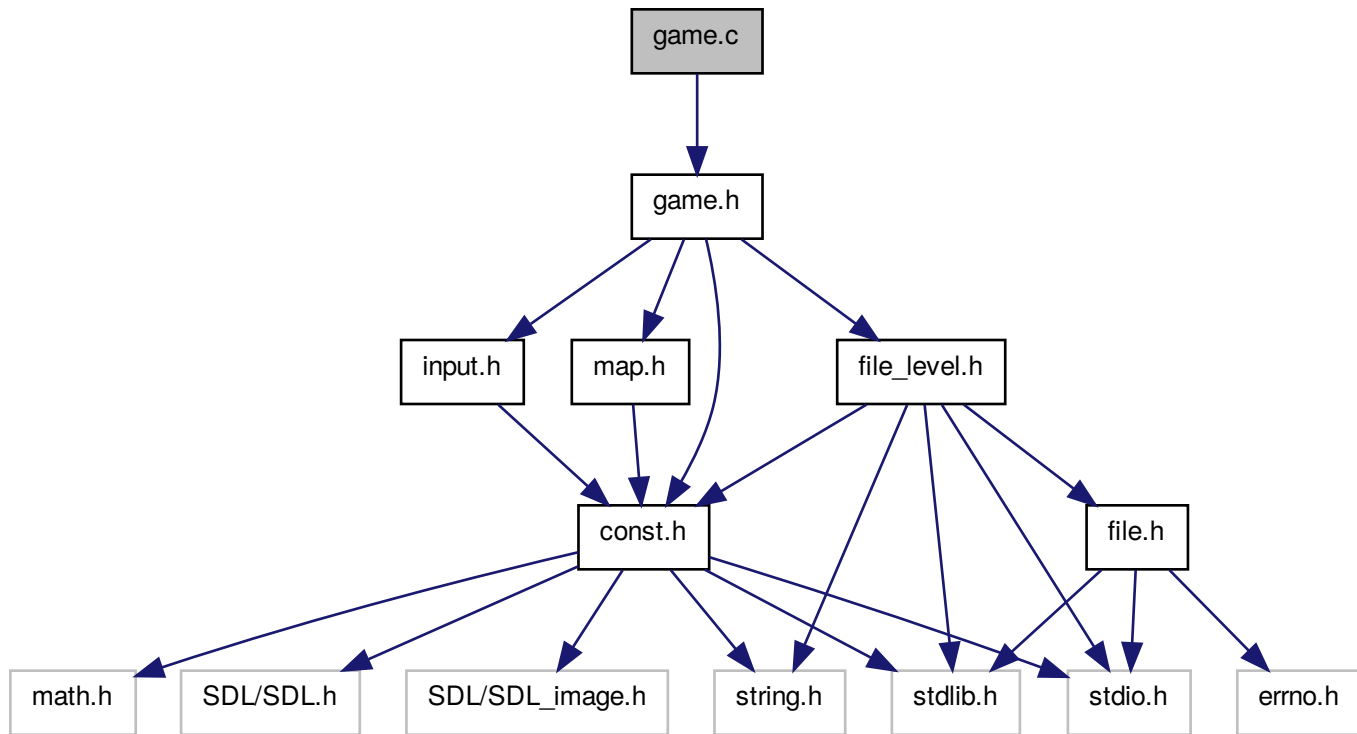 game.c
game.h
input.h
map.h
file_level.h
const.h
file.h
math.h
SDL/SDL.h
SDL/SDL_image.h
string.h
stdlib.h
stdio.h
errno.h